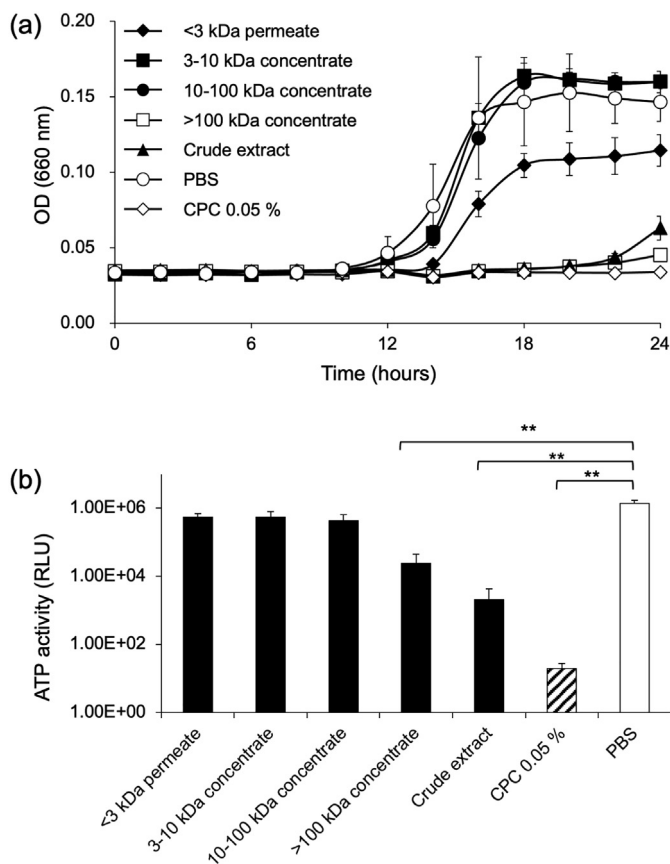 (a)
<3 kDa permeate
3-10 kDa concentrate
10-100 kDa concentrate
>100 kDa concentrate
Crude extract
PBS
CPC 0.05 %
OD (660 nm)
0.20
0.15
0.10
0.05
0.00
0 6 12 18 24
Time (hours)
(b)
**
**
**
ATP activity (RLU)
1.00E+06
1.00E+04
1.00E+02
1.00E+00
<3 kDa permeate
3-10 kDa concentrate
10-100 kDa concentrate
>100 kDa concentrate
Crude extract
CPC 0.05 %
PBS